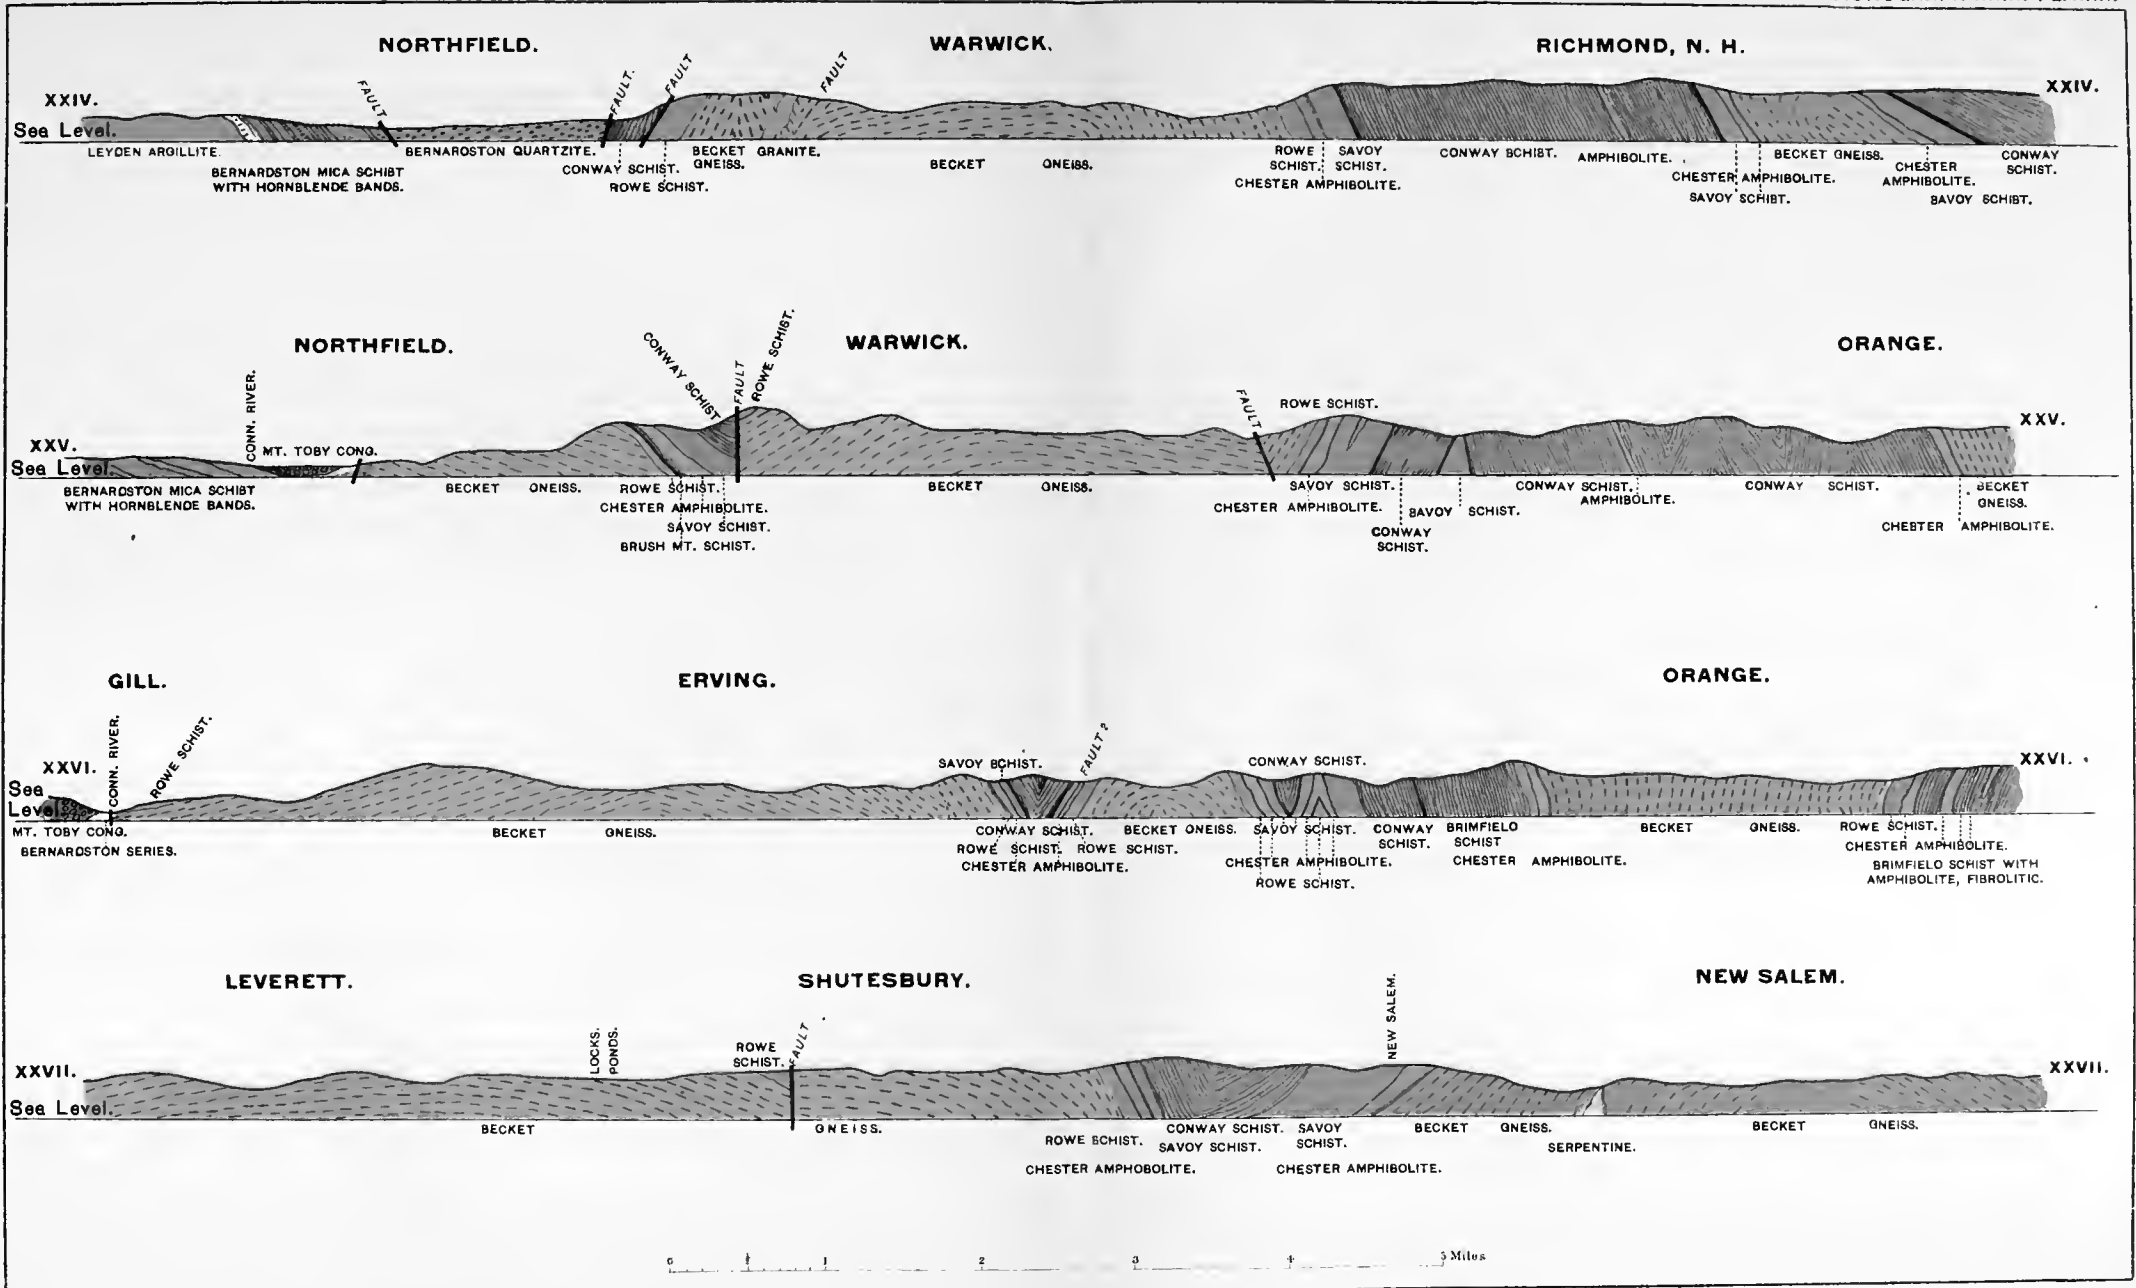 NORTHFIELD.
WARWICK.
RICHMOND, N. H.
FAULT
FAULT.
FAULT
FAULT
XXIV.
XXIV.
Sea Level.
LEYDEN ARGILLITE.
BERNARDSTON QUARTZITE.
BECKET GRANITE.
GNEISS.
BECKET GNEISS.
ROWE SCHIST.
SAVOY SCHIST.
CONWAY SCHIST.
AMPHIBOLITE.
BECKET GNEISS.
CONWAY SCHIST.
BERNARDSTON MICA SCHIST
WITH HORNBLENDE BANDS.
CONWAY SCHIST.
ROWE SCHIST.
CHESTER AMPHIBOLITE.
CHESTER AMPHIBOLITE.
SAVOY SCHIST.
CHESTER AMPHIBOLITE.
SAVOY SCHIST.
NORTHFIELD.
WARWICK.
ORANGE.
CONN. RIVER.
CONWAY SCHIST
FAULT
ROWE SCHIST.
FAULT
ROWE SCHIST.
XXV.
XXV.
MT. TOBY CONG.
Sea Level.
BERNARDSTON MICA SCHIST
WITH HORNBLENDE BANDS.
BECKET GNEISS.
ROWE SCHIST.
CHESTER AMPHIBOLITE.
SAVOY SCHIST.
BRUSH MT. SCHIST.
BECKET GNEISS.
SAVOY SCHIST.
CHESTER AMPHIBOLITE.
CONWAY SCHIST.
SAVOY SCHIST.
CONWAY SCHIST.
AMPHIBOLITE.
CONWAY SCHIST.
BECKET GNEISS.
CHESTER AMPHIBOLITE.
GILL.
ERVING.
ORANGE.
CONN. RIVER.
ROWE SCHIST.
SAVOY SCHIST.
FAULT?
CONWAY SCHIST.
XXVI.
XXVI.
Sea
Level.
MT. TOBY CONG.
BERNARDSTON SERIES.
BECKET GNEISS.
CONWAY SCHIST.
ROWE SCHIST.
ROWE SCHIST.
CHESTER AMPHIBOLITE.
BECKET GNEISS.
SAVOY SCHIST.
CHESTER AMPHIBOLITE.
ROWE SCHIST.
CONWAY SCHIST.
BRIMFIELD SCHIST
CHESTER AMPHIBOLITE.
BECKET GNEISS.
ROWE SCHIST.
CHESTER AMPHIBOLITE.
BRIMFIELD SCHIST WITH
AMPHIBOLITE, FIBROLITIC.
LEVERETT.
SHUTESBURY.
NEW SALEM.
LOCKS.
PONDS.
ROWE
SCHIST.
FAULT
NEW SALEM.
XXVII.
XXVII.
Sea Level.
BECKET GNEISS.
ROWE SCHIST.
CHESTER AMPHOBOLITE.
CONWAY SCHIST.
SAVOY SCHIST.
SAVOY
SCHIST.
CHESTER AMPHIBOLITE.
BECKET GNEISS.
SERPENTINE.
BECKET GNEISS.
0 1 2 3 4 5 Miles